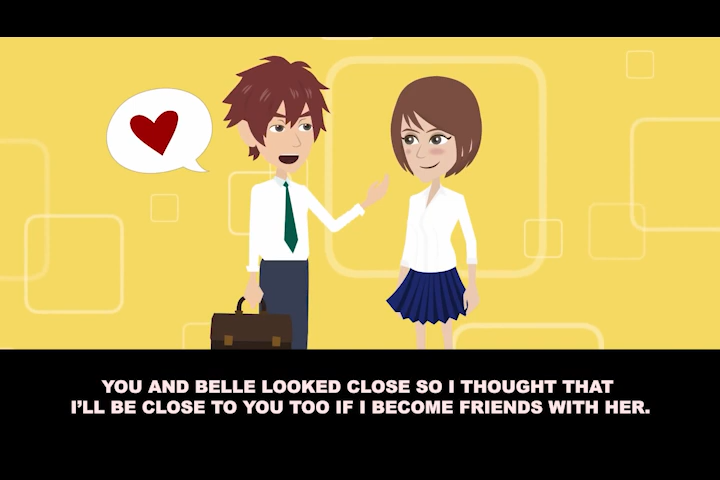 YOU AND BELLE LOOKED CLOSE SO I THOUGHT THAT
I'LL BE CLOSE TO YOU TOO IF I BECOME FRIENDS WITH HER.